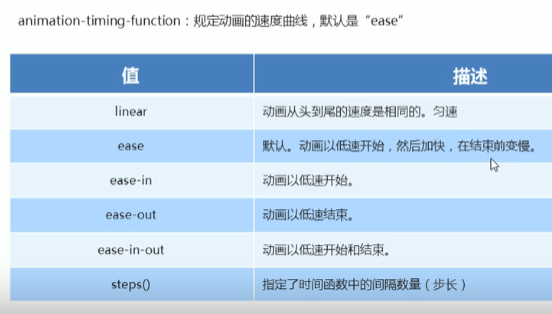 animation-timing-function：规定动画的速度曲线，默认是“ease”
值 描述
linear 动画从头到尾的速度是相同的。匀速
ease 默认。动画以低速开始，然后加快，在结束前变慢。
ease-in 动画以低速开始。
ease-out 动画以低速结束。
ease-in-out 动画以低速开始和结束。
steps() 指定了时间函数中的间隔数量（步长）